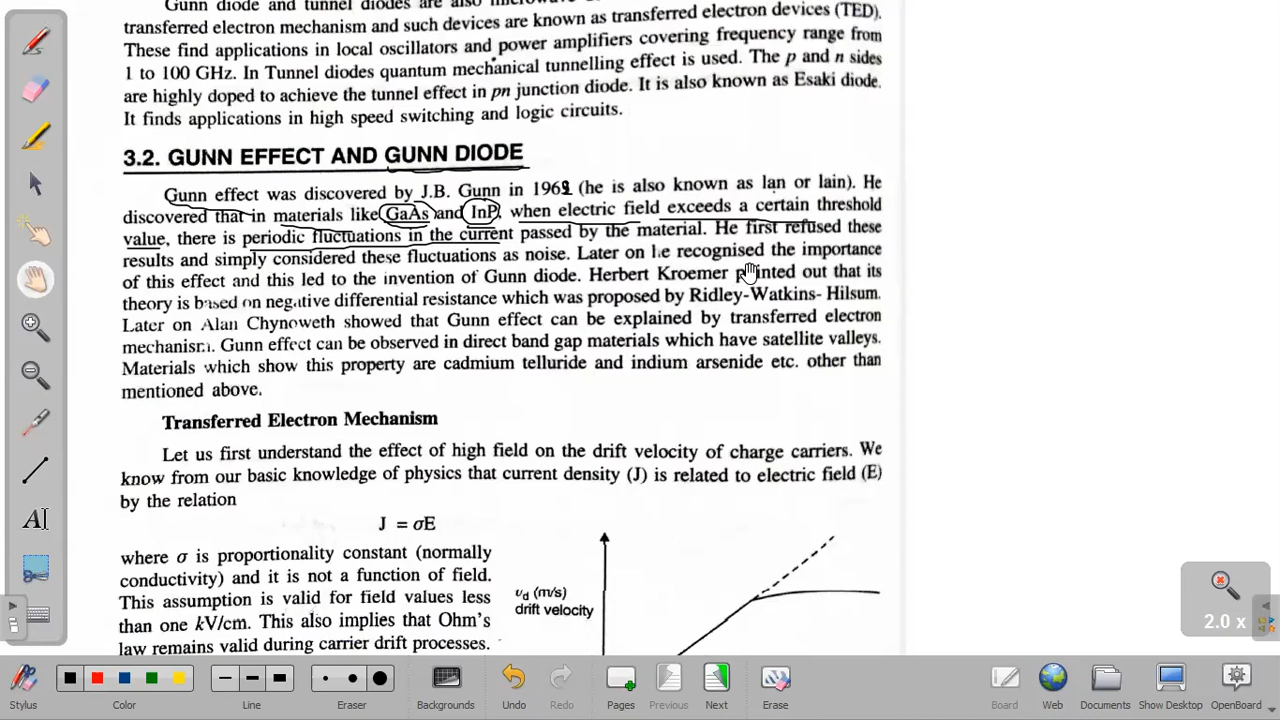 Gunn diode and tunnel diodes are also
transferred electron mechanism and such devices are known as transferred electron devices (TED).
These find applications in local oscillators and power amplifiers covering frequency range from
1 to 100 GHz. In Tunnel diodes quantum mechanical tunnelling effect is used. The p and n sides
are highly doped to achieve the tunnel effect in pn junction diode. It is also known as Esaki diode.
It finds applications in high speed switching and logic circuits.
3.2. GUNN EFFECT AND GUNN DIODE
Gunn effect was discovered by J.B. Gunn in (he is also known as Ian or Iain). He
discovered that in materials like GaAs and InP, when electric field exceeds a certain threshold
value, there is periodic fluctuations in the current passed by the material. He first refused these
results and simply considered these fluctuations as noise. Later on he recognised the importance
of this effect and this led to the invention of Gunn diode. Herbert Kroemer pointed out that its
theory is based on negative differential resistance which was proposed by Ridley-Watkins- Hilsum.
Later on Alan Chynoweth showed that Gunn effect can be explained by transferred electron
mechanism. Gunn effect can be observed in direct band gap materials which have satellite valleys.
Materials which show this property are cadmium telluride and indium arsenide etc. other than
mentioned above.
Transferred Electron Mechanism
Let us first understand the effect of high field on the drift velocity of charge carriers. We
know from our basic knowledge of physics that current density (J) is related to electric field (E)
by the relation
J = σE
where σ is proportionality constant (normally
conductivity) and it is not a function of field.
This assumption is valid for field values less
than one kV/cm. This also implies that Ohm's
law remains valid during carrier drift processes.
υd (m/s)
drift velocity
2.0 x
Stylus
Color
Line
Eraser
Backgrounds
Undo
Redo
Pages
Previous
Next
Erase
Board
Web
Documents
Show Desktop
OpenBoard